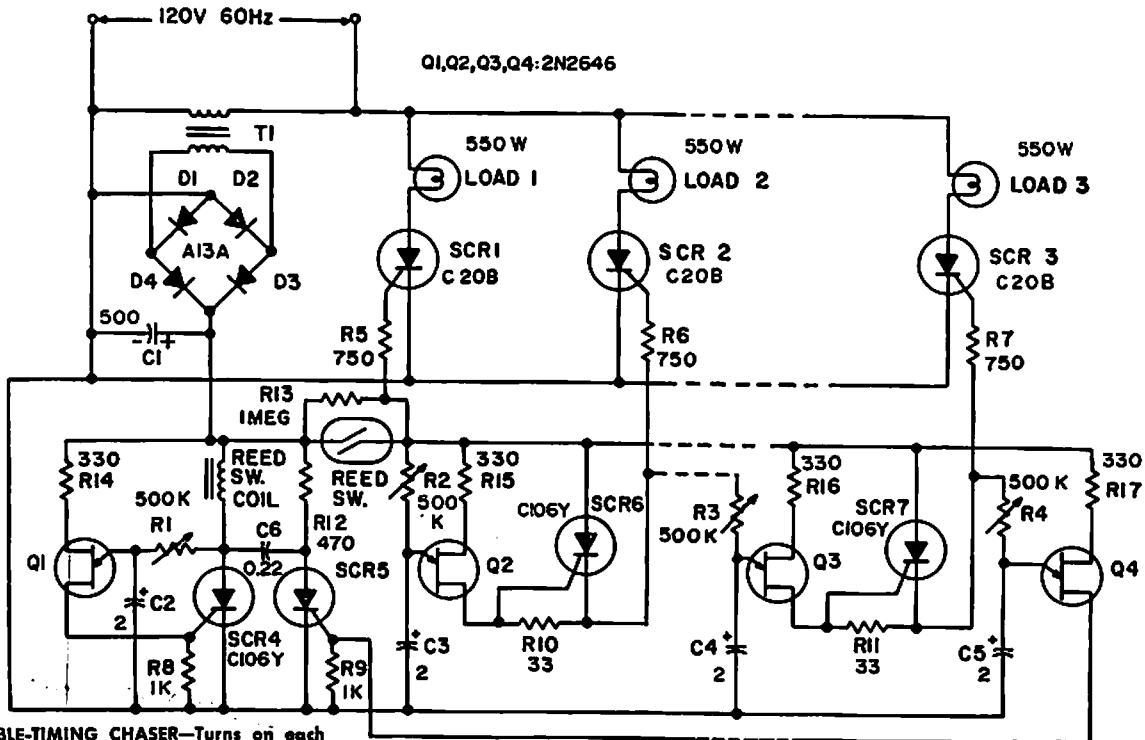 120V 60Hz
Q1,Q2,Q3,Q4:2N2646
T1
550W
LOAD 1
550W
LOAD 2
550W
LOAD 3
D1 D2
A13A
D4 D3
SCR1
C20B
SCR 2
C20B
SCR 3
C20B
500
- +
C1
R5
750
R6
750
R7
750
R13
1MEG
330
R14
REED
SW.
COIL
REED
SW.
R2
500
K
330
R15
SCR6
C106Y
R3
500K
330
R16
SCR7
C106Y
500K
R4
330
R17
500K
R1
C6
0.22
R12
470
Q1
SCR5
Q2
Q3
Q4
+
C2
2
SCR4
C106Y
R8
1K
R9
1K
+
C3
2
R10
33
C4
+
2
R11
33
C5
+
2
BLE-TIMING CHASER—Turns on each